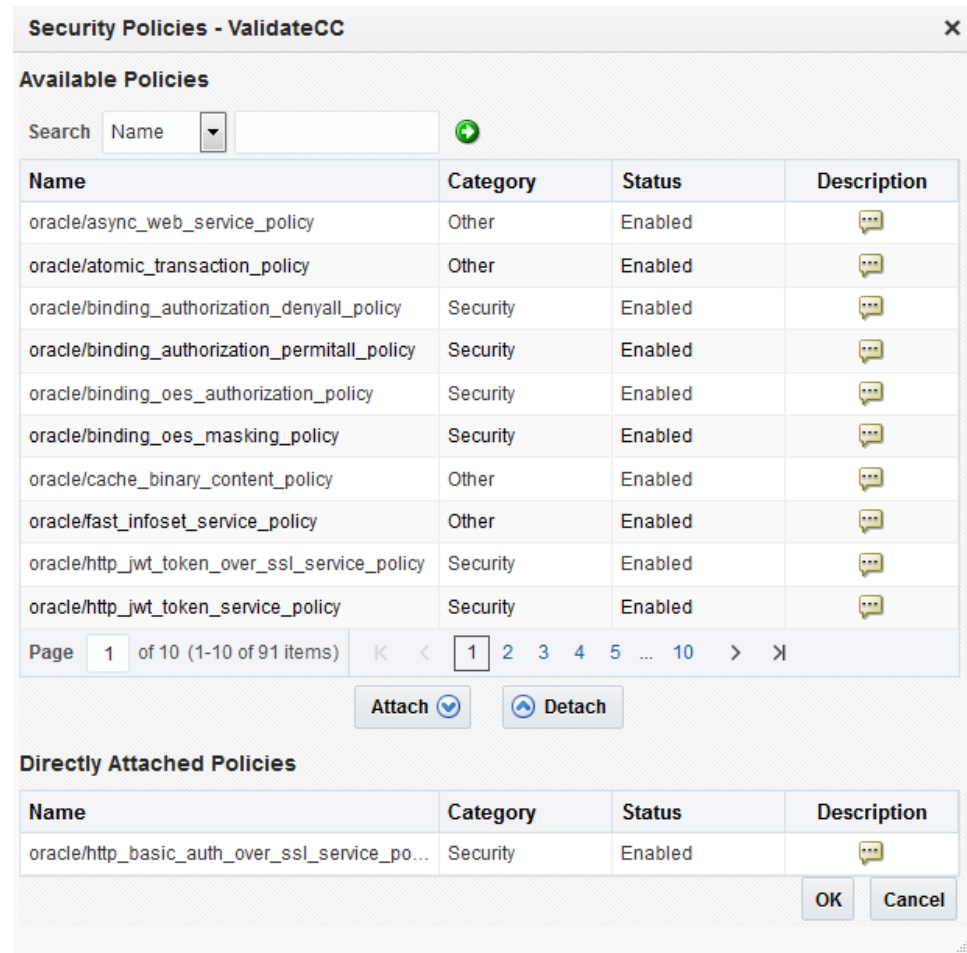 Security Policies - ValidateCC
Available Policies
Search Name
Name Category Status Description
oracle/async_web_service_policy Other Enabled
oracle/atomic_transaction_policy Other Enabled
oracle/binding_authorization_denyall_policy Security Enabled
oracle/binding_authorization_permitall_policy Security Enabled
oracle/binding_oes_authorization_policy Security Enabled
oracle/binding_oes_masking_policy Security Enabled
oracle/cache_binary_content_policy Other Enabled
oracle/fast_infoset_service_policy Other Enabled
oracle/http_jwt_token_over_ssl_service_policy Security Enabled
oracle/http_jwt_token_service_policy Security Enabled
Page 1 of 10 (1-10 of 91 items) 1 2 3 4 5 ... 10
Attach Detach
Directly Attached Policies
Name Category Status Description
oracle/http_basic_auth_over_ssl_service_po... Security Enabled
OK Cancel